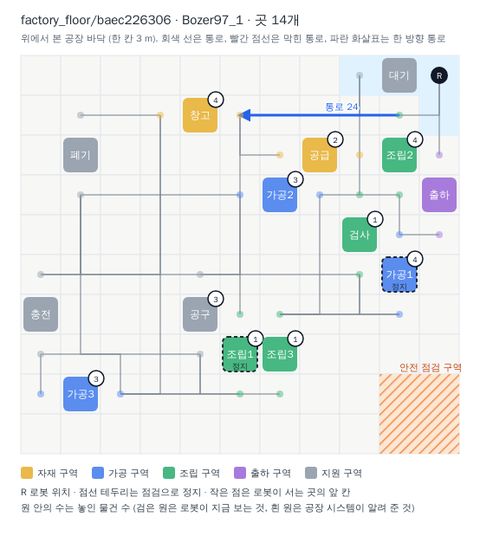 factory_floor/baec226306 · Bozer97_1 · 곳 14개
위에서 본 공장 바닥 (한 칸 3 m). 회색 선은 통로, 빨간 점선은 막힌 통로, 파란 화살표는 한 방향 통로
대기
R
통로 24
4
창고
폐기
2
공급
4
조립2
3
가공2
출하
1
검사
4
가공1
정지
충전
3
공구
1
조립1
정지
1
조립3
안전 점검 구역
3
가공3
자재 구역
가공 구역
조립 구역
출하 구역
지원 구역
R 로봇 위치 · 점선 테두리는 점검으로 정지 · 작은 점은 로봇이 서는 곳의 앞 칸
원 안의 수는 놓인 물건 수 (검은 원은 로봇이 지금 보는 것, 흰 원은 공장 시스템이 알려 준 것)